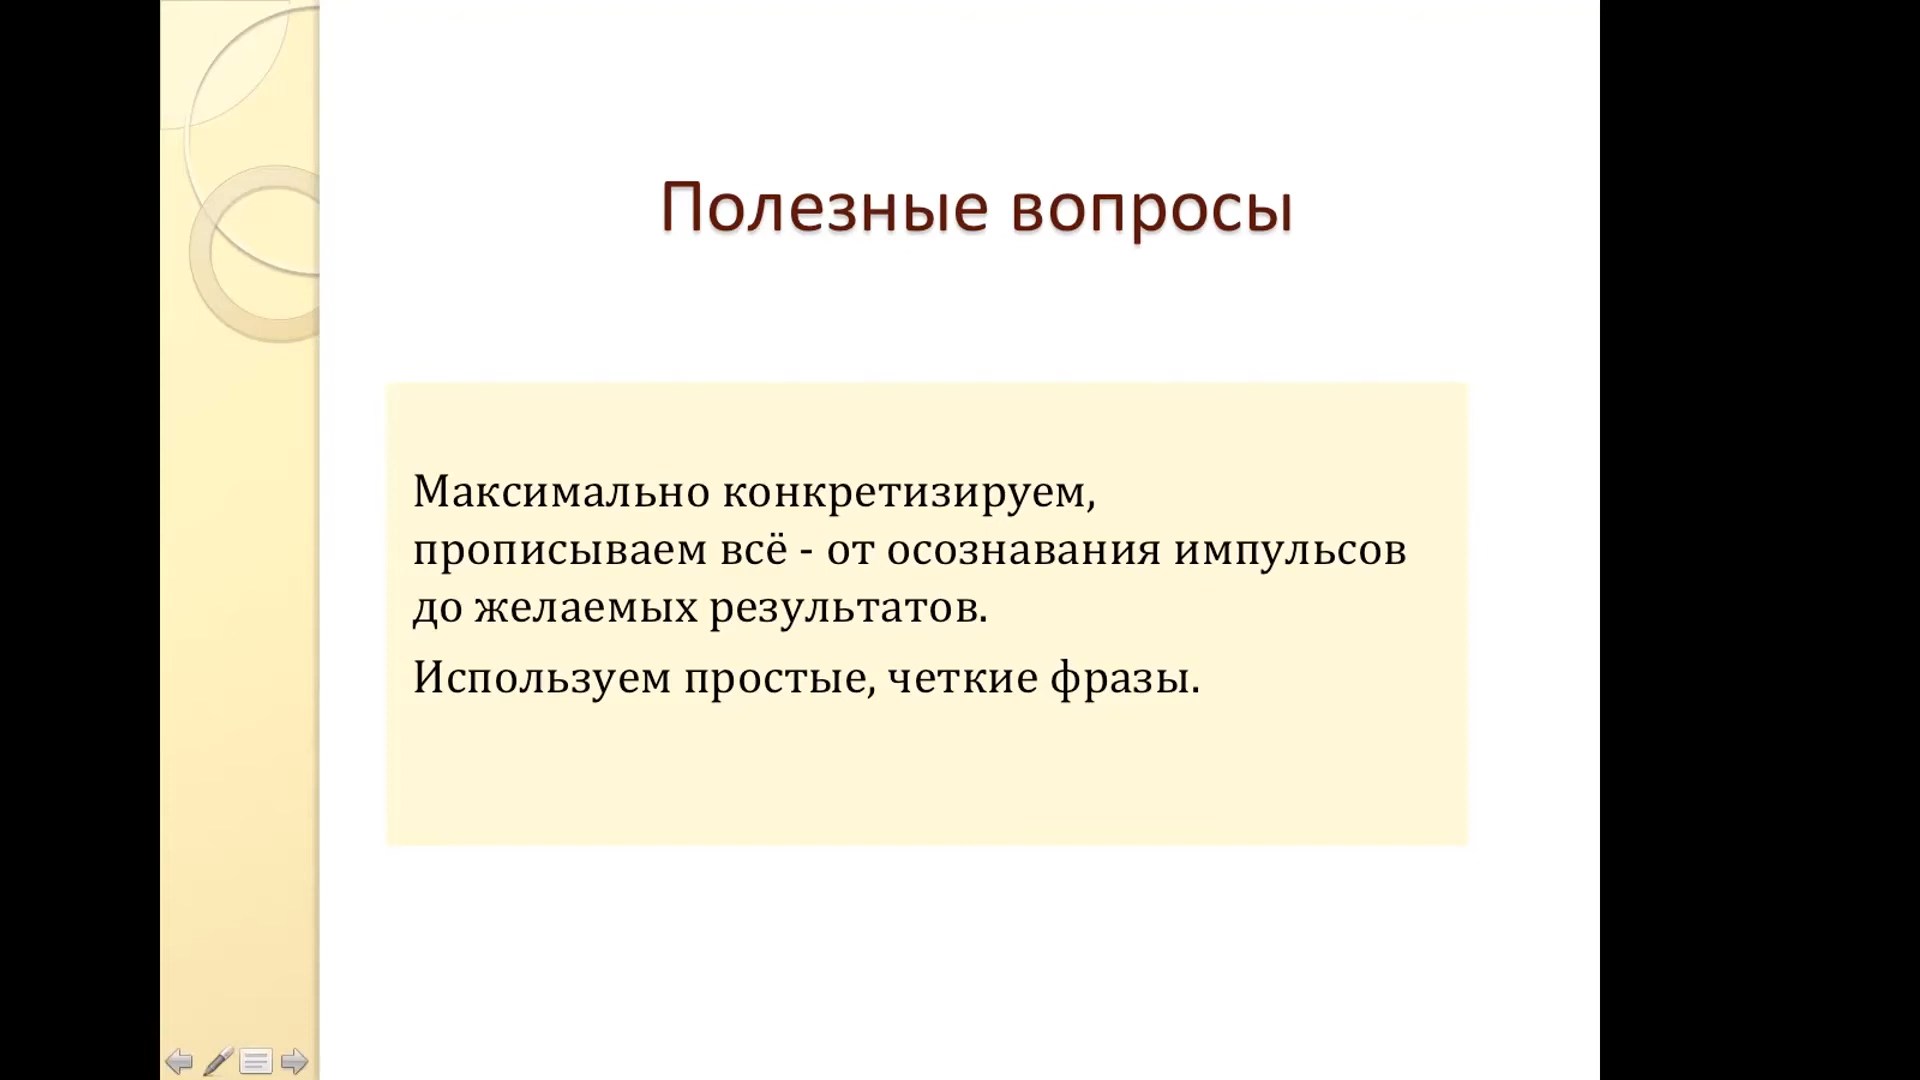 Полезные вопросы
Максимально конкретизируем,
прописываем всё - от осознавания импульсов
до желаемых результатов.
Используем простые, четкие фразы.